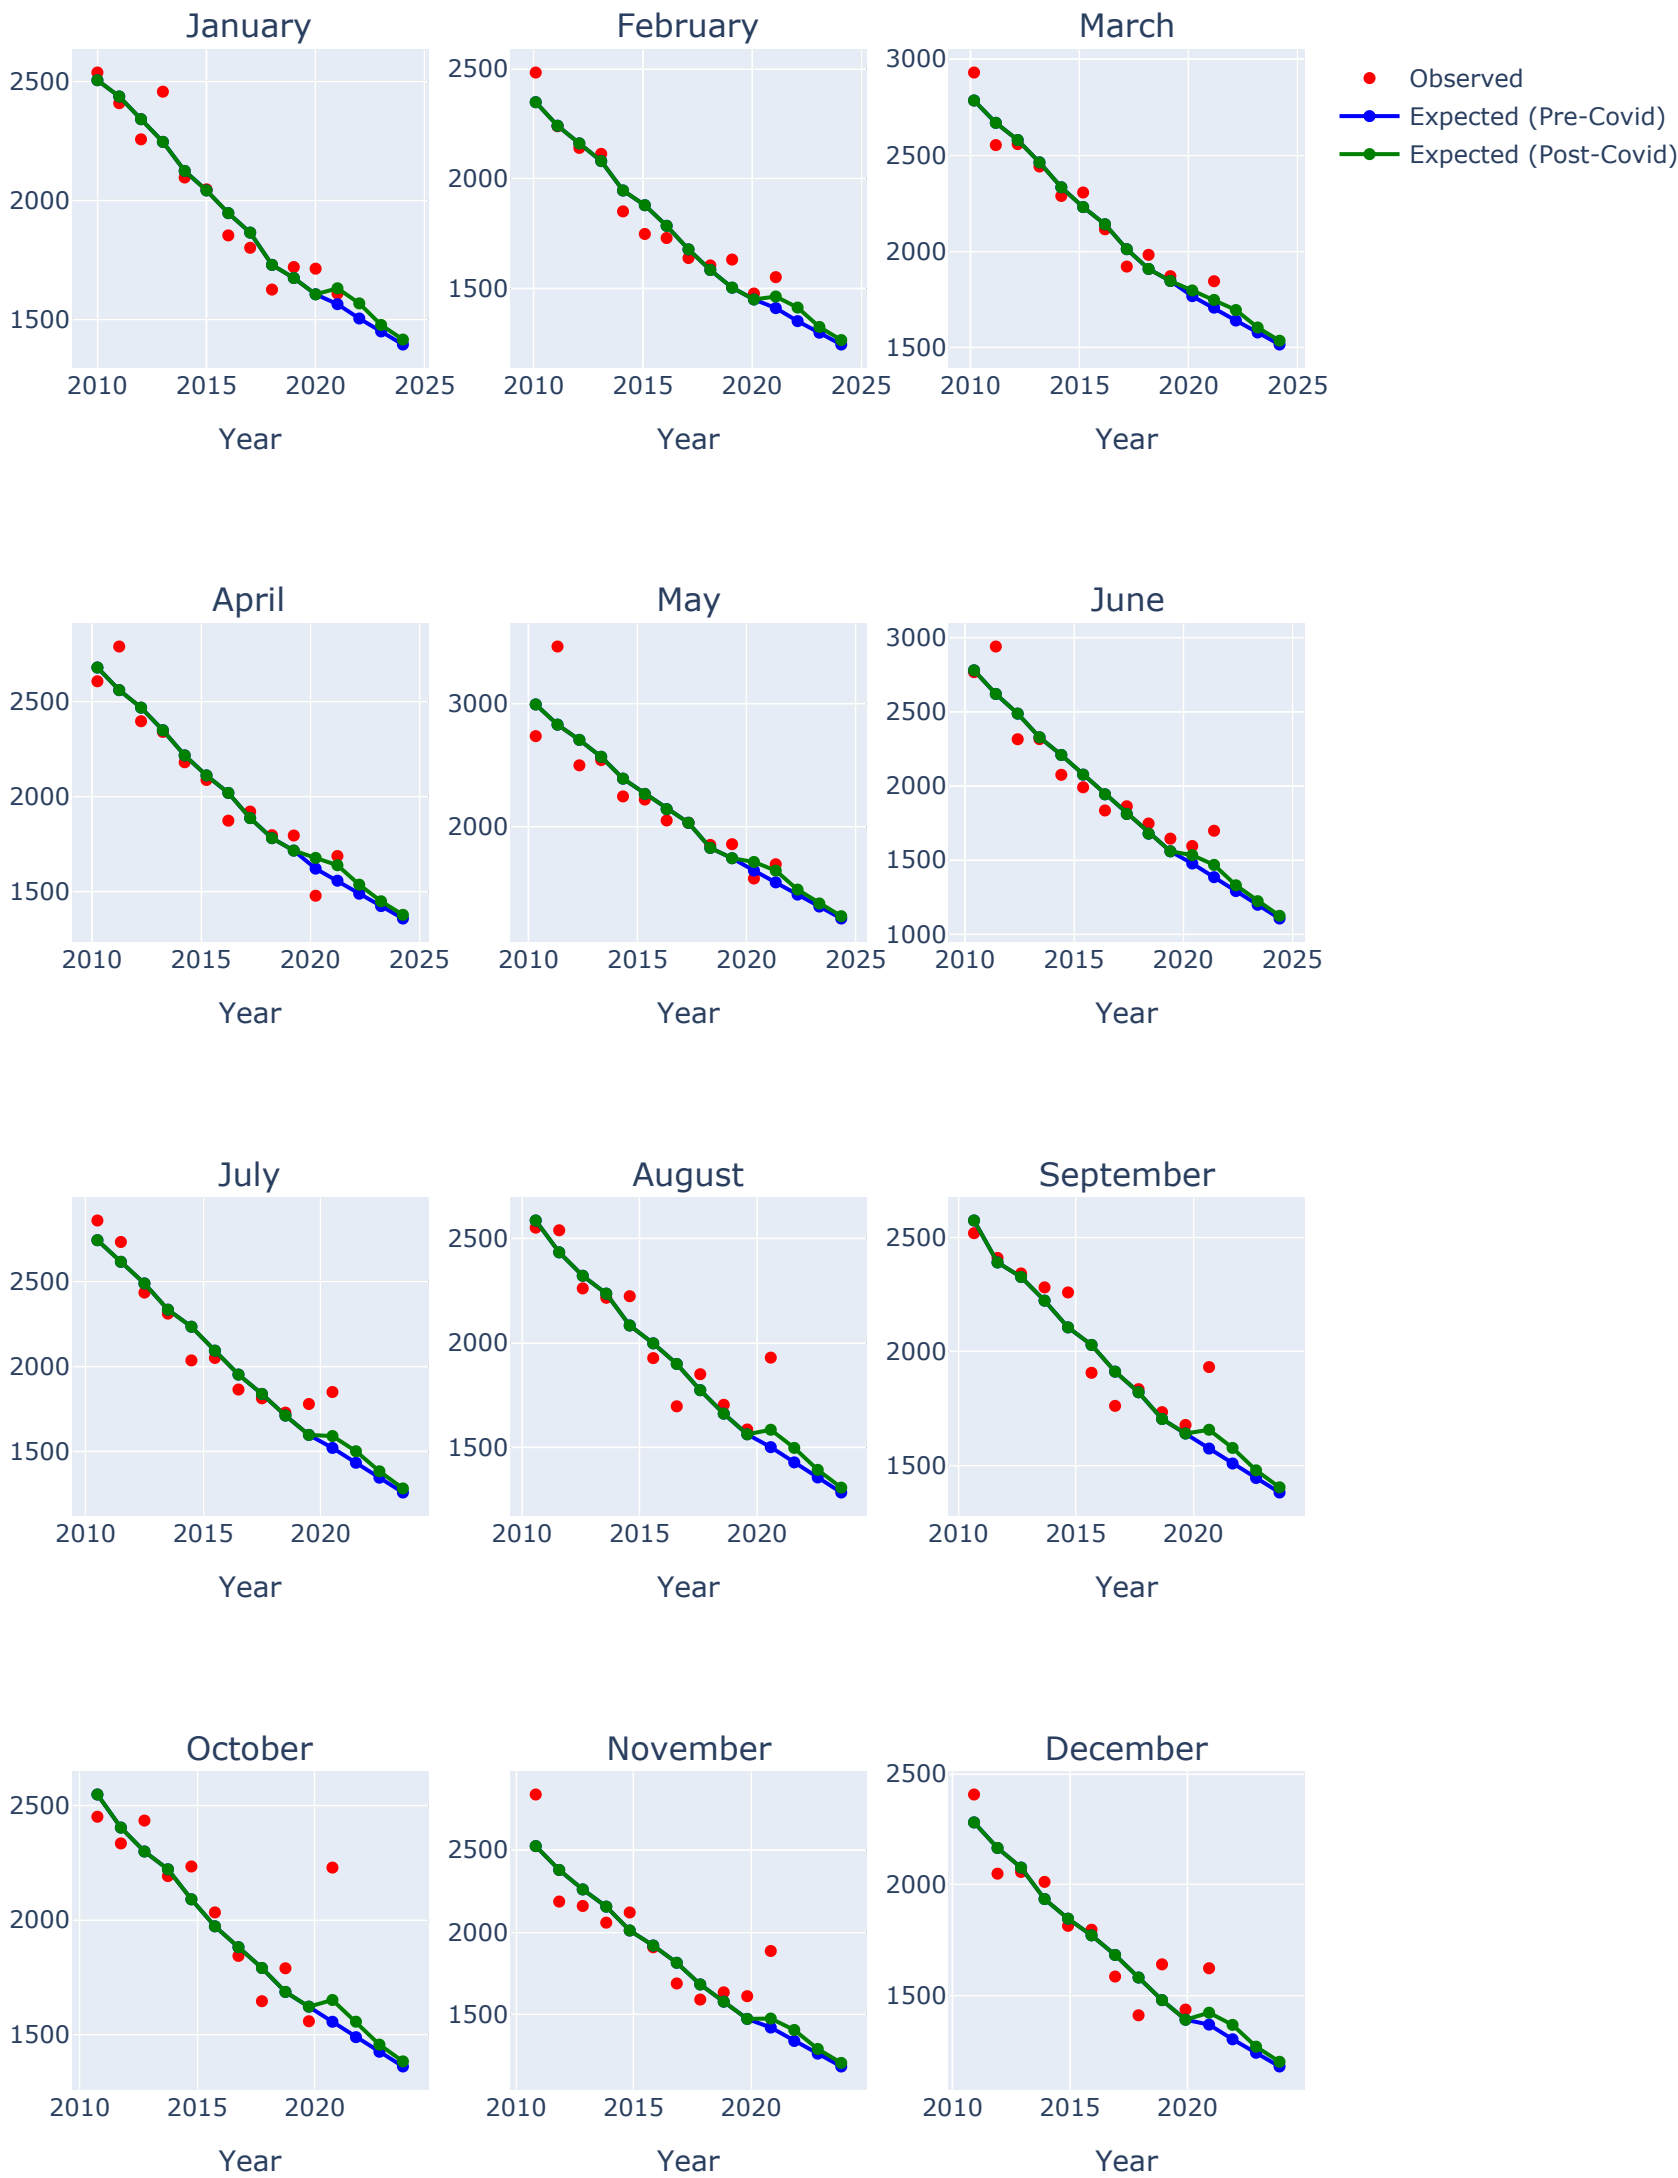 January February March
2500
2000
1500
2010 2015 2020 2025
Year
2500
2000
1500
2010 2015 2020 2025
Year
3000
2500
2000
1500
2010 2015 2020 2025
Year
Observed
Expected (Pre-Covid)
Expected (Post-Covid)
April May June
2500
2000
1500
2010 2015 2020 2025
Year
3000
2000
2010 2015 2020 2025
Year
3000
2500
2000
1500
1000
2010 2015 2020 2025
Year
July August September
2500
2000
1500
2010 2015 2020
Year
2500
2000
1500
2010 2015 2020
Year
2500
2000
1500
2010 2015 2020
Year
October November December
2500
2000
1500
2010 2015 2020
Year
2500
2000
1500
2010 2015 2020
Year
2500
2000
1500
2010 2015 2020
Year